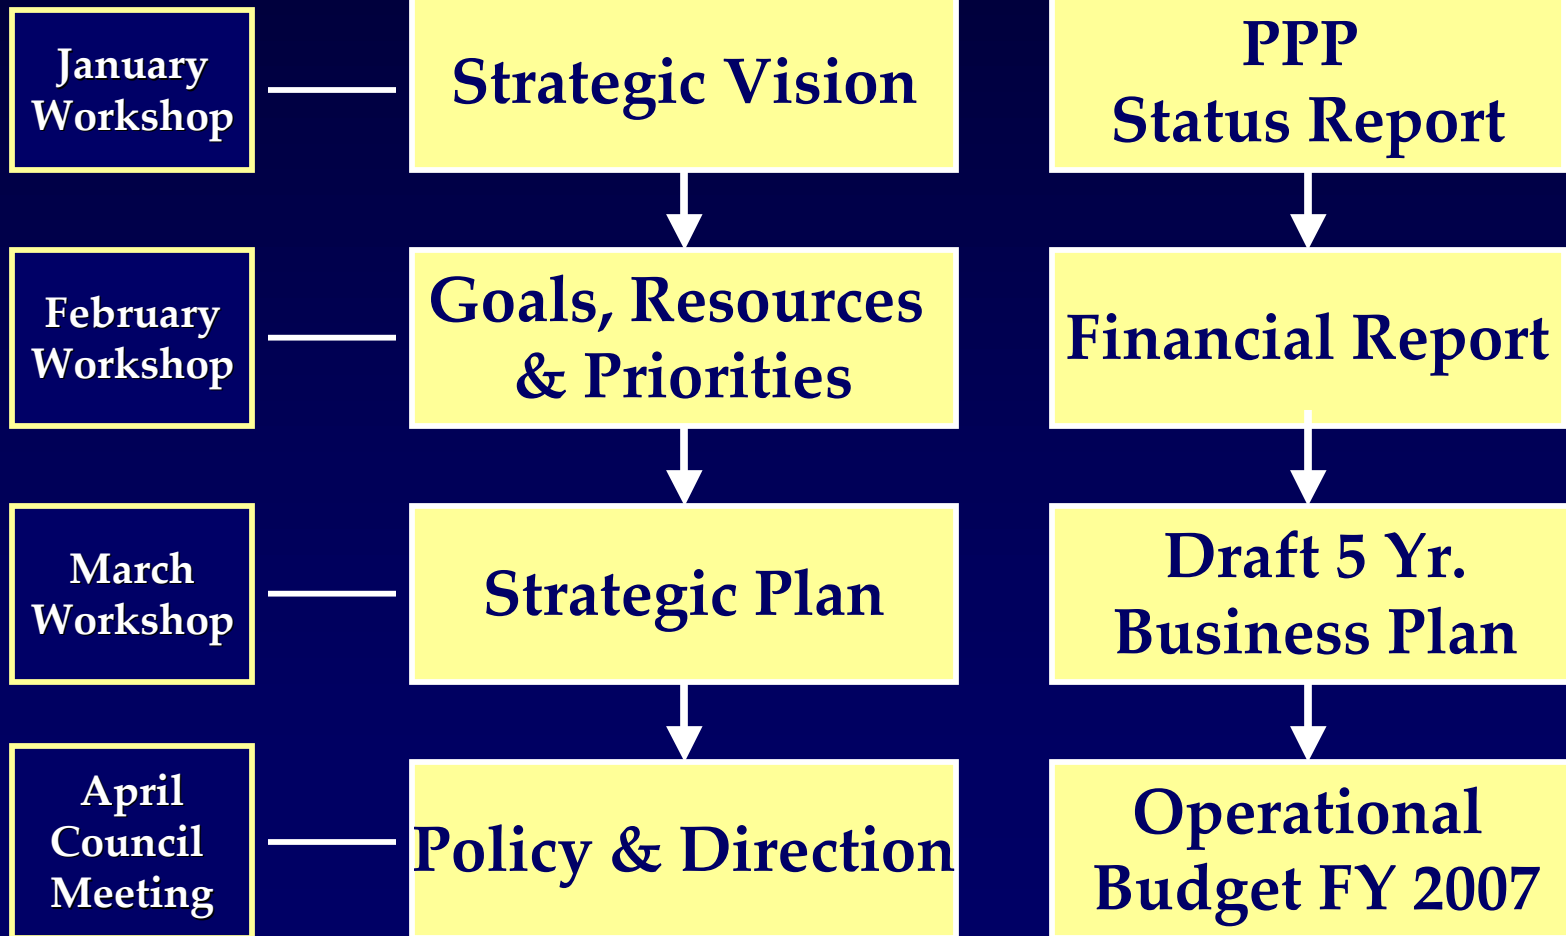 January
Workshop
Strategic Vision
PPP
Status Report
February
Workshop
Goals, Resources
& Priorities
Financial Report
March
Workshop
Strategic Plan
Draft 5 Yr.
Business Plan
April
Council
Meeting
Policy & Direction
Operational
Budget FY 2007